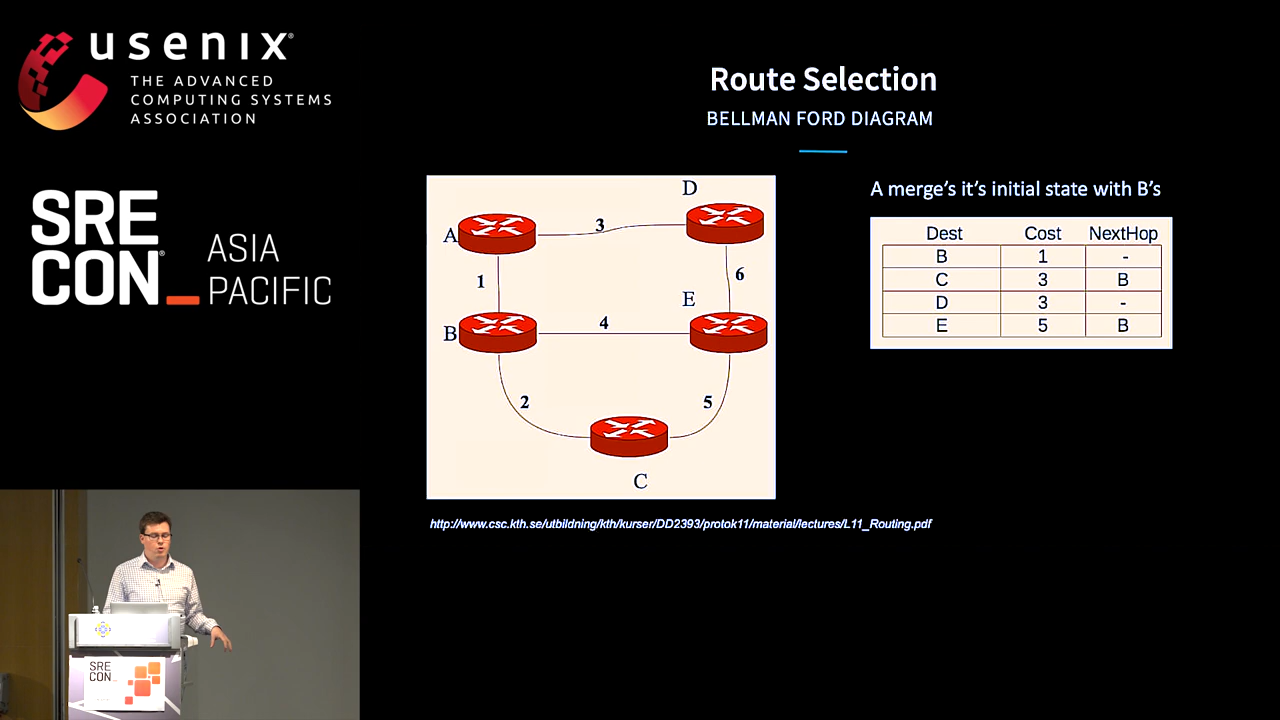 usenix®
THE ADVANCED
COMPUTING SYSTEMS
ASSOCIATION
SRE
CON®_
ASIA
PACIFIC
Route Selection
BELLMAN FORD DIAGRAM
A
D
3
1
6
E
B
4
2
5
C
http://www.csc.kth.se/utbildning/kth/kurser/DD2393/protok11/material/lectures/L11_Routing.pdf
A merge's it's initial state with B's
Dest Cost NextHop
B 1 -
C 3 B
D 3 -
E 5 B
SRE
CON_